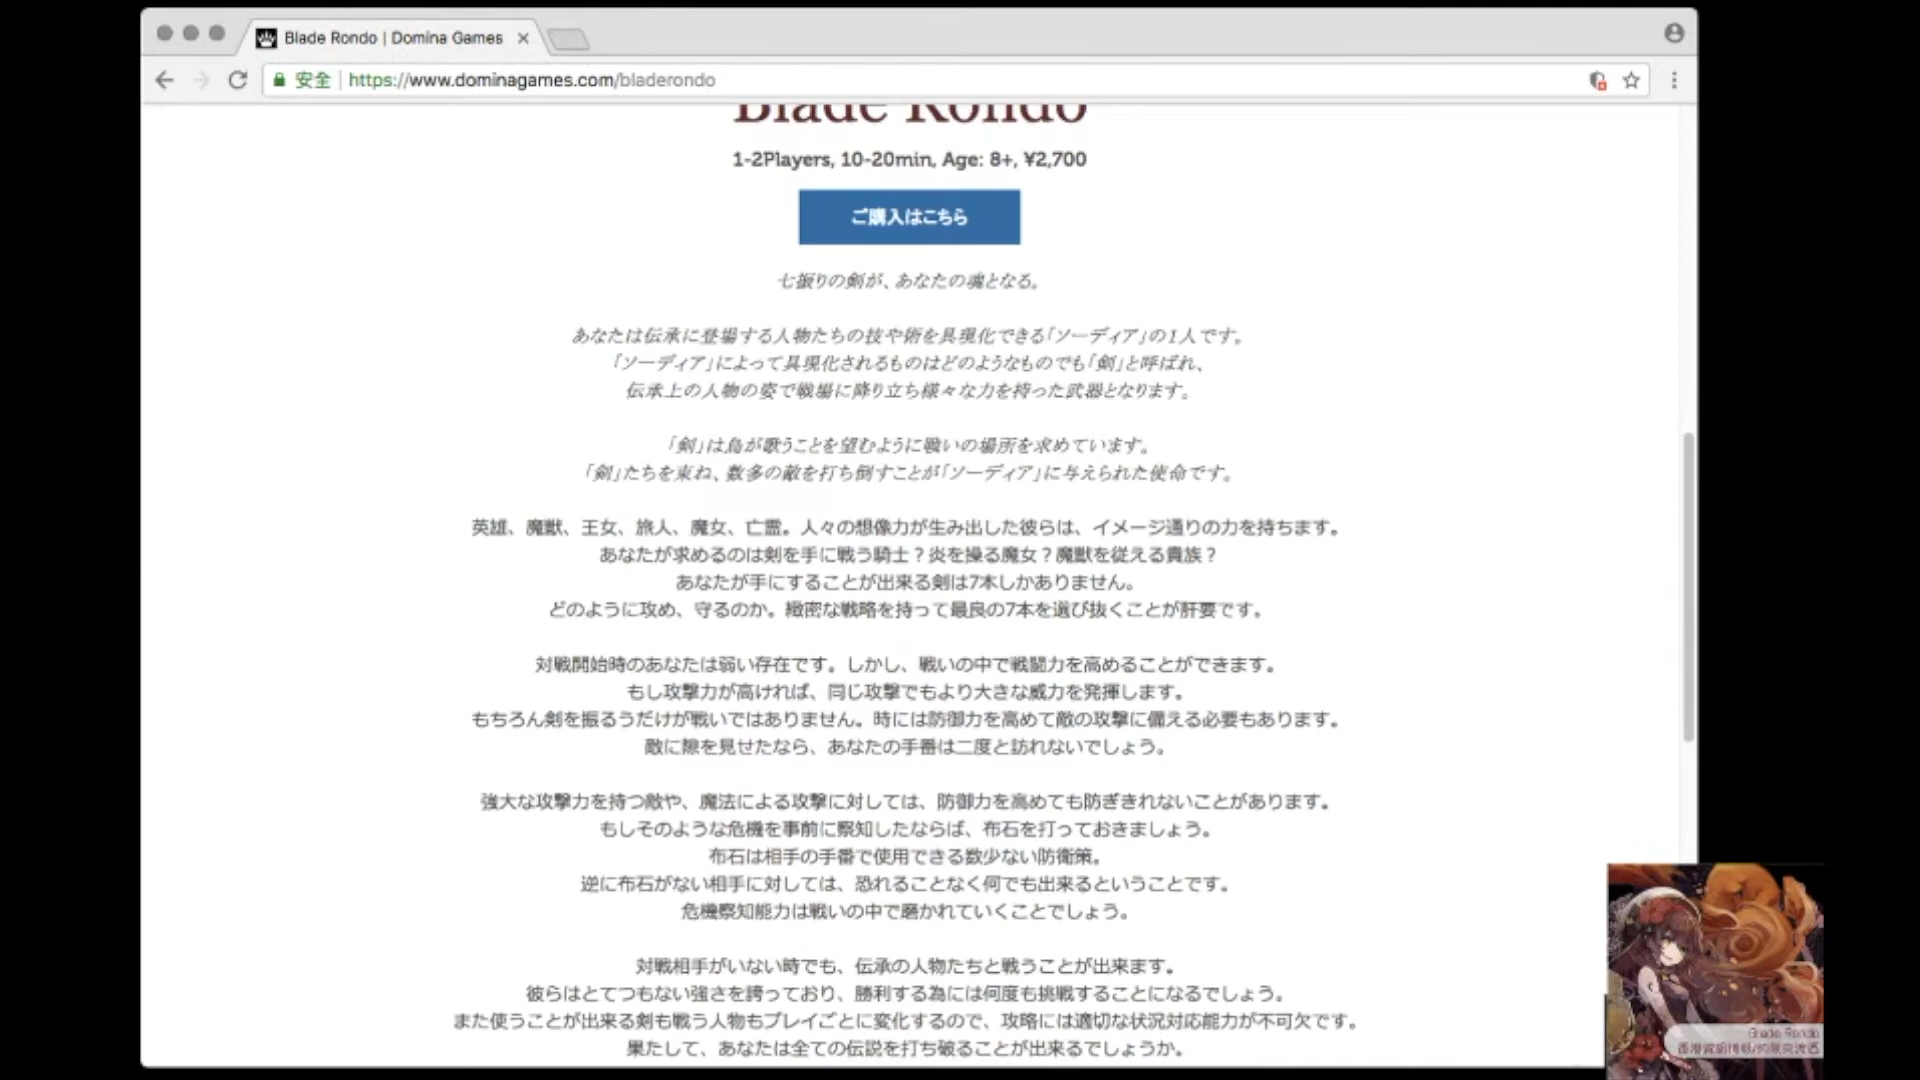 Blade Rondo | Domina Games
安全 | https://www.dominagames.com/bladerondo
Blade Rondo
1-2Players, 10-20min, Age: 8+, ¥2,700
ご購入はこちら
七振りの剣が、あなたの魂となる。
あなたは伝承に登場する人物たちの技や術を具現化できる「ソーディア」の1人です。
「ソーディア」によって具現化されるものはどのようなものでも「剣」と呼ばれ、
伝承上の人物の姿で戦場に降り立ち様々な力を持った武器となります。
「剣」は鳥が歌うことを望むように戦いの場所を求めています。
「剣」たちを束ね、数多の敵を打ち倒すことが「ソーディア」に与えられた使命です。
英雄、魔獣、王女、旅人、魔女、亡霊。人々の想像力が生み出した彼らは、イメージ通りの力を持ちます。
あなたが求めるのは剣を手に戦う騎士？炎を操る魔女？魔獣を従える貴族？
あなたが手にすることが出来る剣は7本しかありません。
どのように攻め、守るのか。緻密な戦略を持って最良の7本を選び抜くことが肝要です。
対戦開始時のあなたは弱い存在です。しかし、戦いの中で戦闘力を高めることができます。
もし攻撃力が高ければ、同じ攻撃でもより大きな威力を発揮します。
もちろん剣を振るうだけが戦いではありません。時には防御力を高めて敵の攻撃に備える必要もあります。
敵に隙を見せたなら、あなたの手番は二度と訪れないでしょう。
強大な攻撃力を持つ敵や、魔法による攻撃に対しては、防御力を高めても防ぎきれないことがあります。
もしそのような危機を事前に察知したならば、布石を打っておきましょう。
布石は相手の手番で使用できる数少ない防衛策。
逆に布石がない相手に対しては、恐れることなく何でも出来るということです。
危機察知能力は戦いの中で磨かれていくことでしょう。
対戦相手がいない時でも、伝承の人物たちと戦うことが出来ます。
彼らはとてつもない強さを誇っており、勝利する為には何度も挑戦することになるでしょう。
また使うことが出来る剣も戦う人物もプレイごとに変化するので、攻略には適切な状況対応能力が不可欠です。
果たして、あなたは全ての伝説を打ち破ることが出来るでしょうか。
Blade Rondo